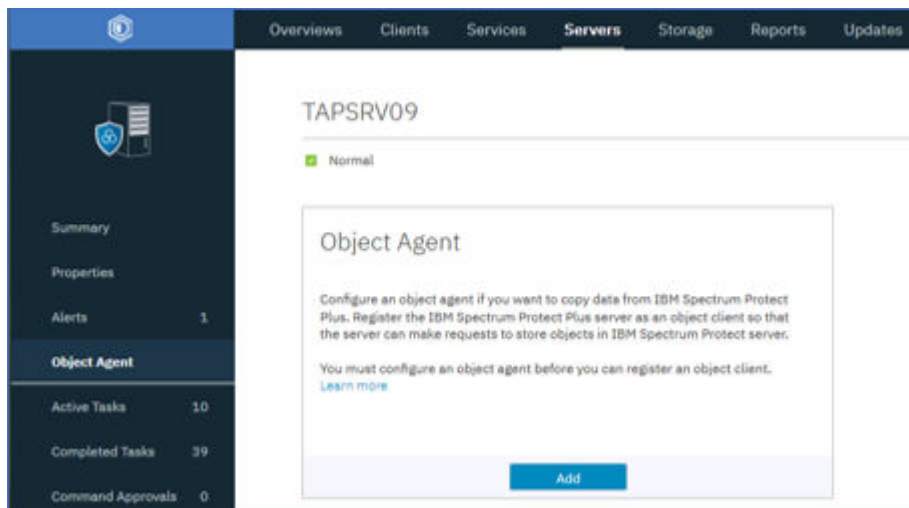 Overviews Clients Services Servers Storage Reports Updates
TAPSRV09
Normal
Summary
Properties
Alerts 1
Object Agent
Active Tasks 10
Completed Tasks 39
Command Approvals 0
Object Agent
Configure an object agent if you want to copy data from IBM Spectrum Protect
Plus. Register the IBM Spectrum Protect Plus server as an object client so that
the server can make requests to store objects in IBM Spectrum Protect server.
You must configure an object agent before you can register an object client.
Learn more
Add